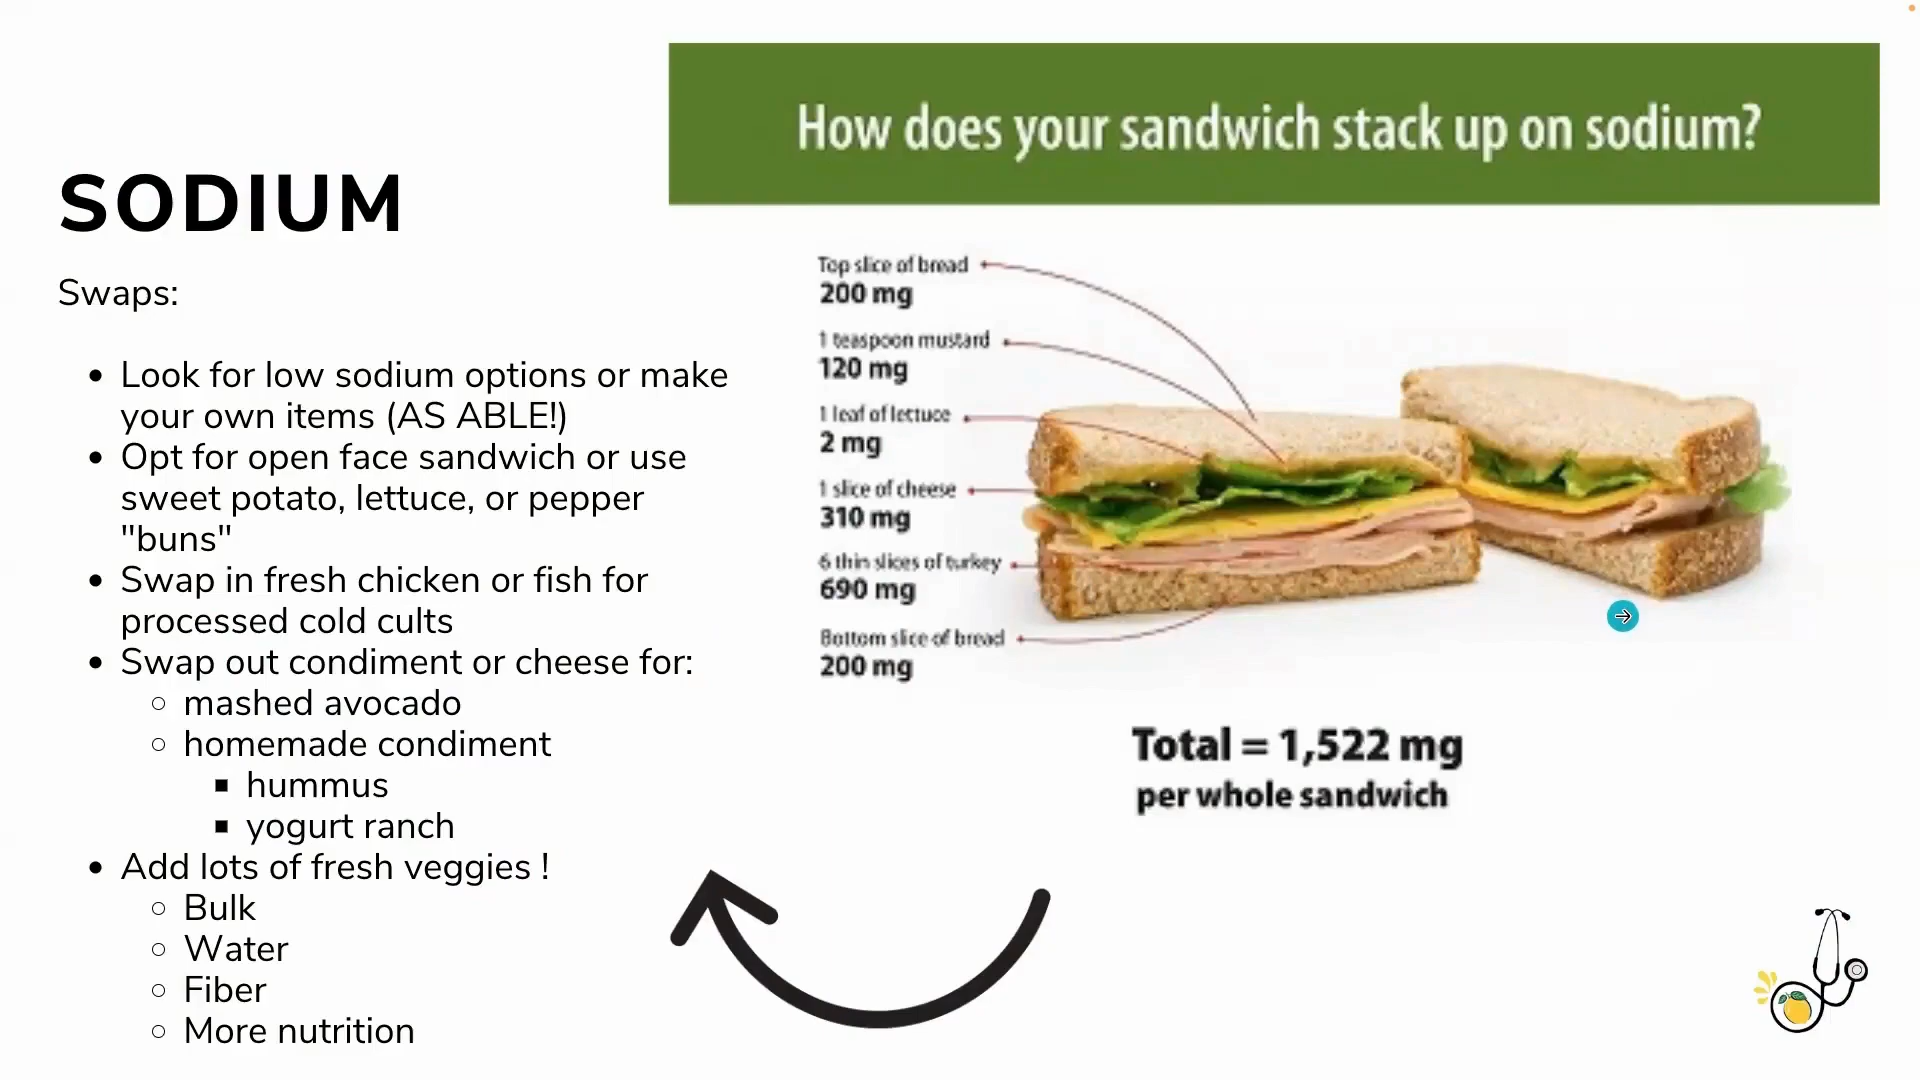 How does your sandwich stack up on sodium?
SODIUM
Swaps:
Look for low sodium options or make
your own items (AS ABLE!)
Opt for open face sandwich or use
sweet potato, lettuce, or pepper
"buns"
Swap in fresh chicken or fish for
processed cold cults
Swap out condiment or cheese for:
mashed avocado
homemade condiment
hummus
yogurt ranch
Add lots of fresh veggies !
Bulk
Water
Fiber
More nutrition
Top slice of bread
200 mg
1 teaspoon mustard
120 mg
1 leaf of lettuce
2 mg
1 slice of cheese
310 mg
6 thin slices of turkey
690 mg
Bottom slice of bread
200 mg
Total = 1,522 mg
per whole sandwich